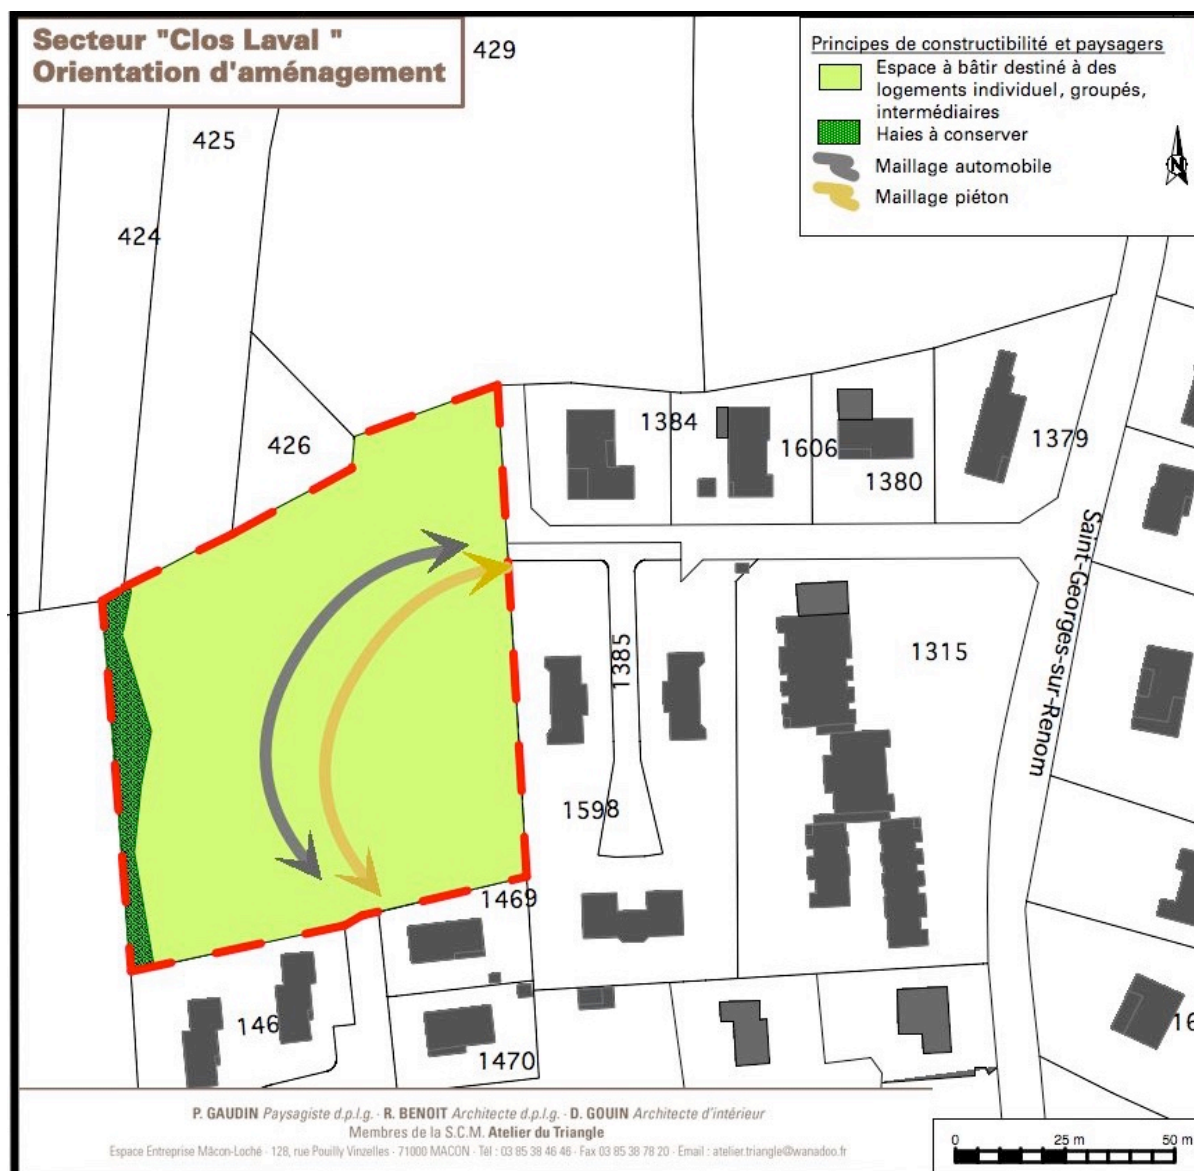 Secteur "Clos Laval "
Orientation d'aménagement
429
Principes de constructibilité et paysagers
Espace à bâtir destiné à des
logements individuel, groupés,
intermédiaires
Haies à conserver
Maillage automobile
Maillage piéton
N
425
424
426
1384
1606
1380
1379
Saint-Georges-sur-Renom
1385
1315
1598
1469
146
1470
16
P. GAUDIN Paysagiste d.p.l.g. - R. BENOIT Architecte d.p.l.g. - D. GOUIN Architecte d'intérieur
Membres de la S.C.M. Atelier du Triangle
Espace Entreprise Mâcon-Loché - 128, rue Pouilly Vinzelles - 71000 MACON - Tél : 03 85 38 46 46 - Fax 03 85 38 78 20 - Email : atelier.triangle@wanadoo.fr
0 25 m 50 m